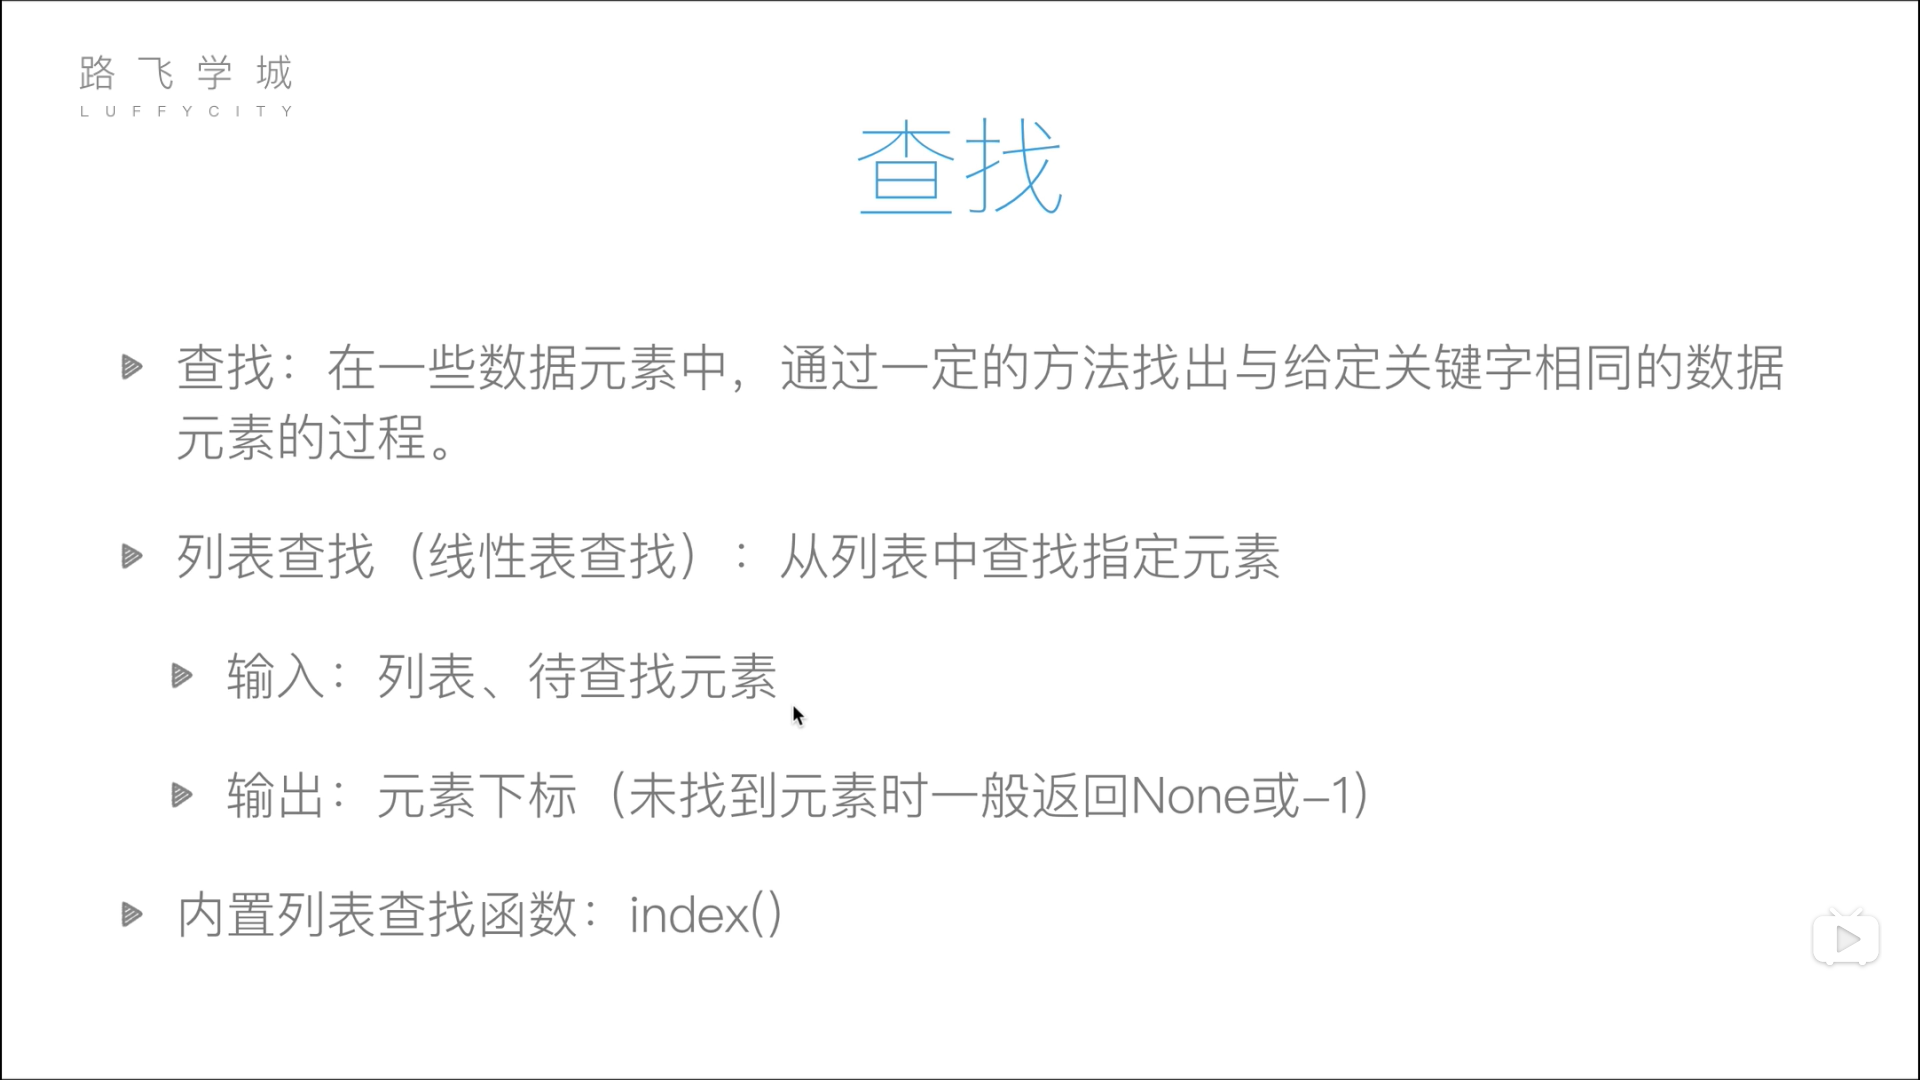 路飞学城
LUFFYCITY
查找
查找：在一些数据元素中，通过一定的方法找出与给定关键字相同的数据
元素的过程。
列表查找（线性表查找）：从列表中查找指定元素
输入：列表、待查找元素
输出：元素下标（未找到元素时一般返回None或-1）
内置列表查找函数：index()